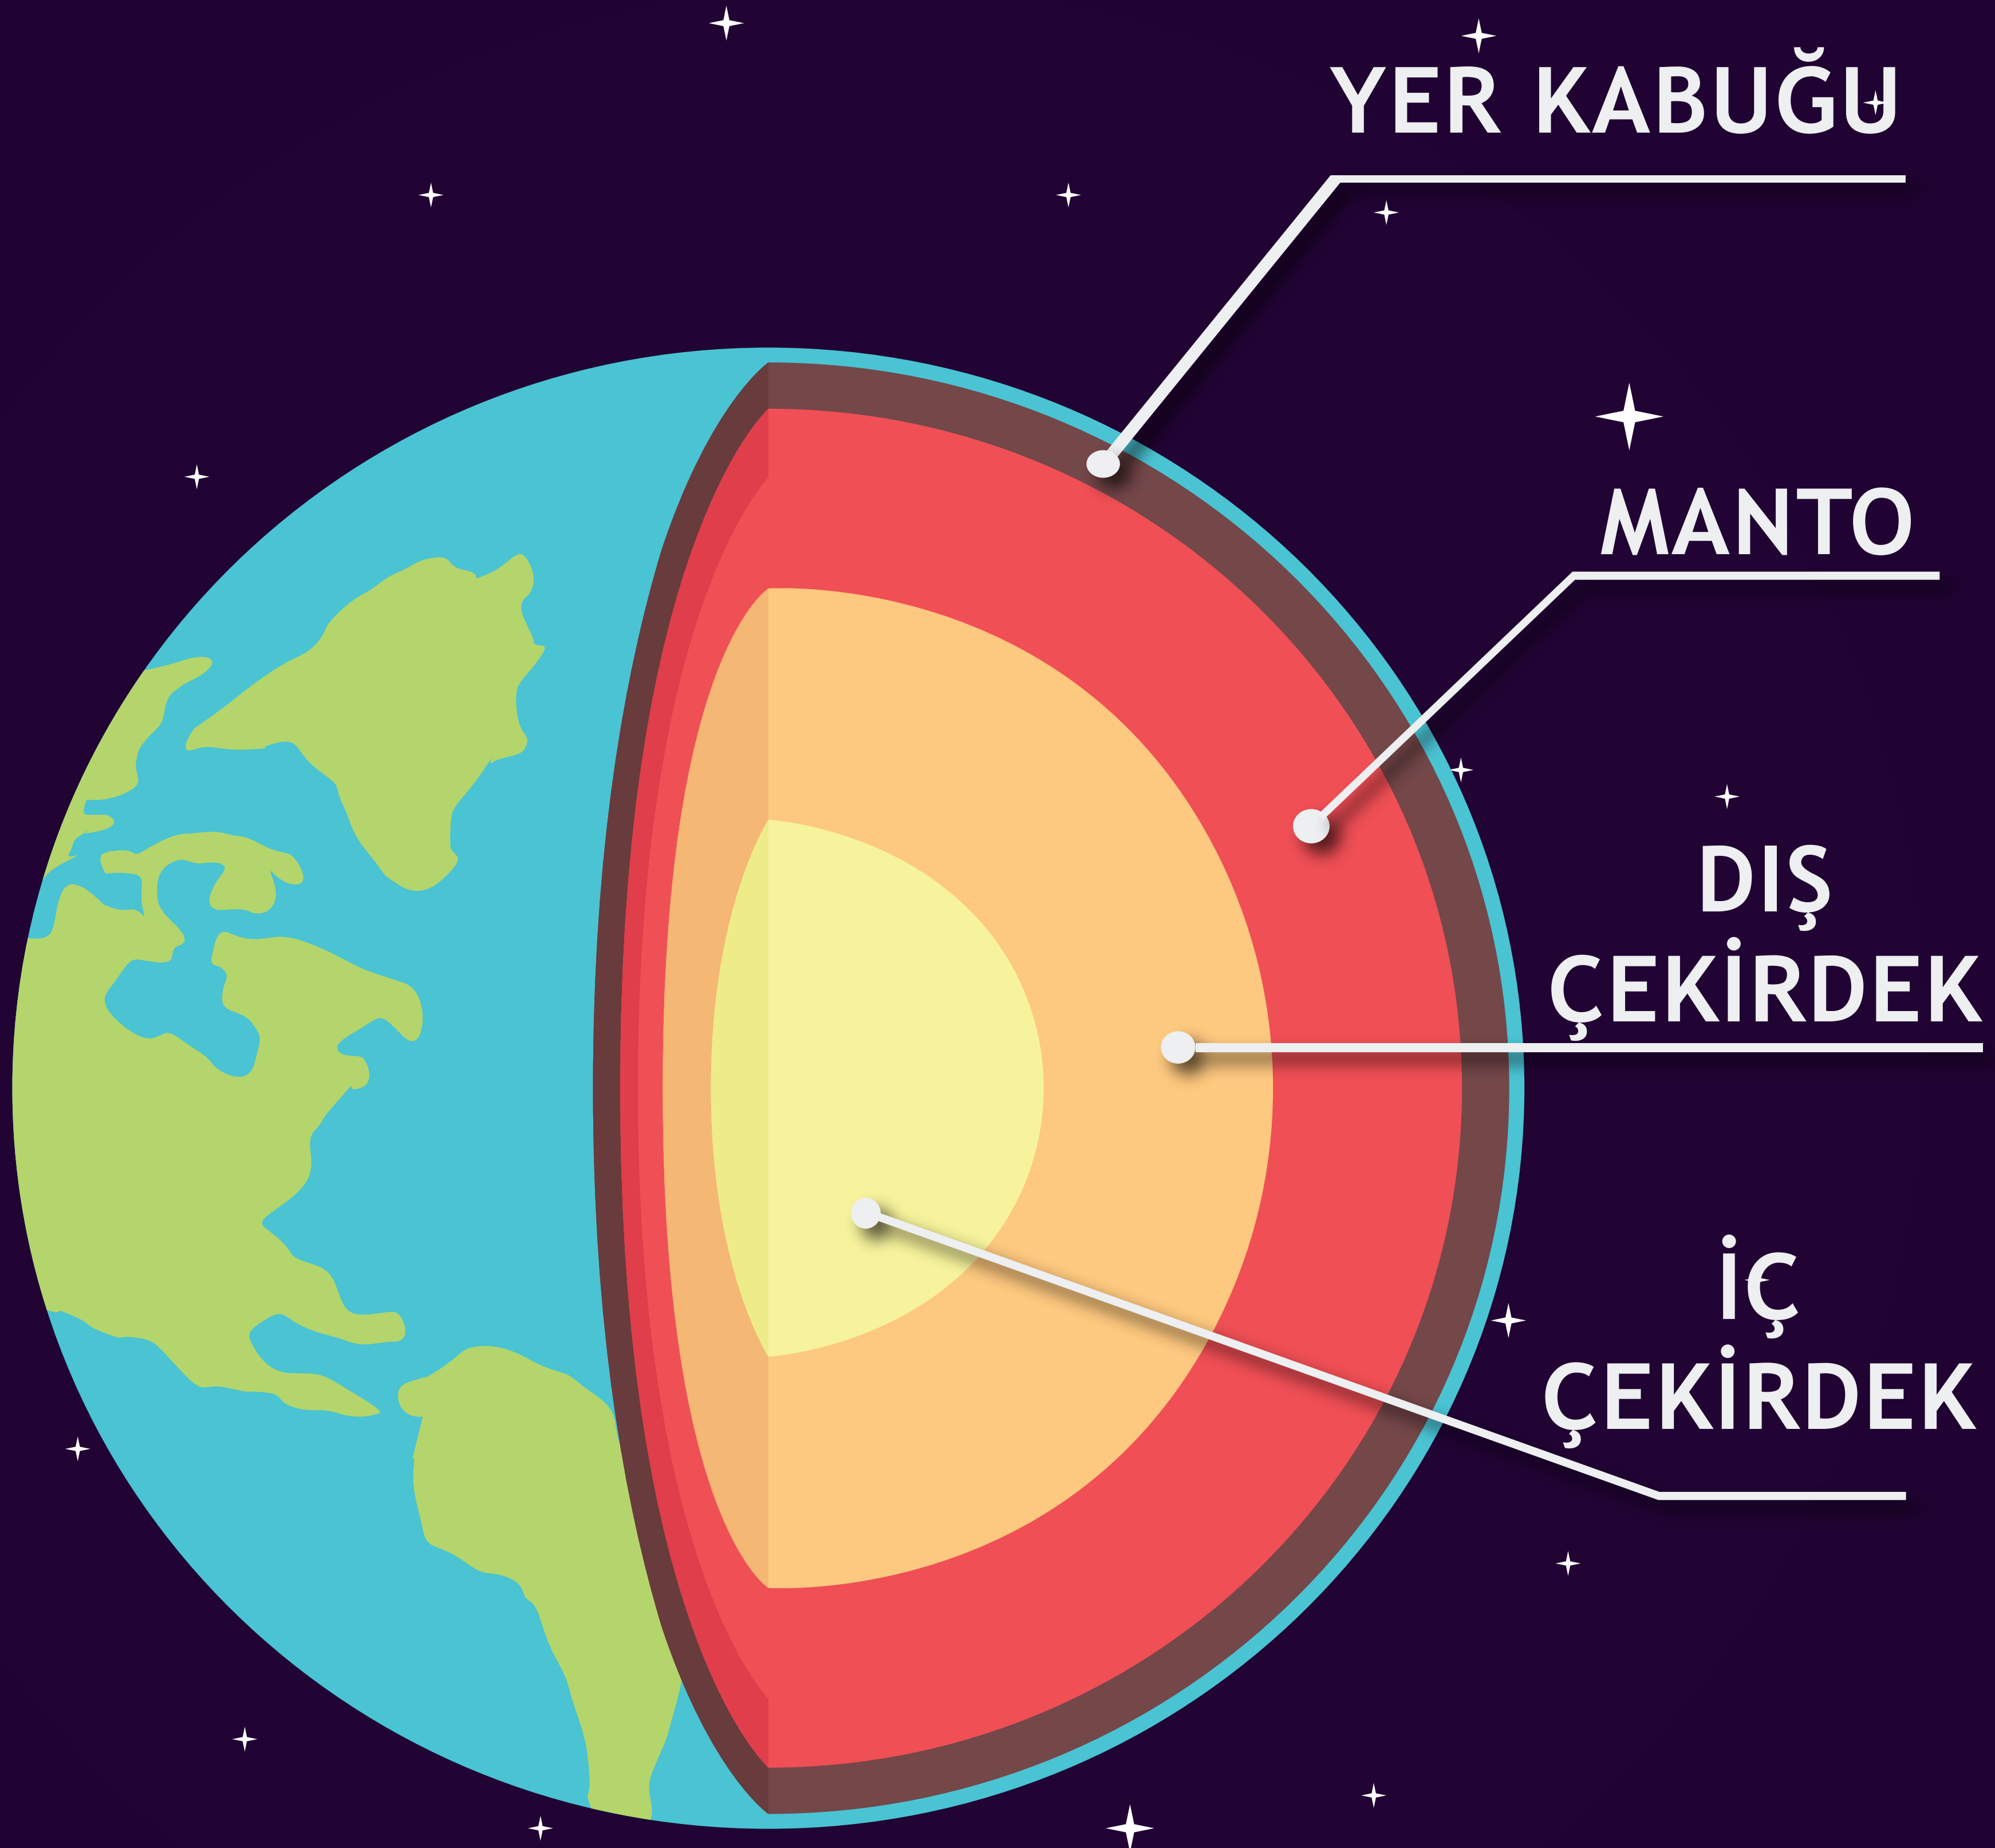 YER KABUĞU
MANTO
DIŞ
ÇEKİRDEK
İÇ
ÇEKİRDEK